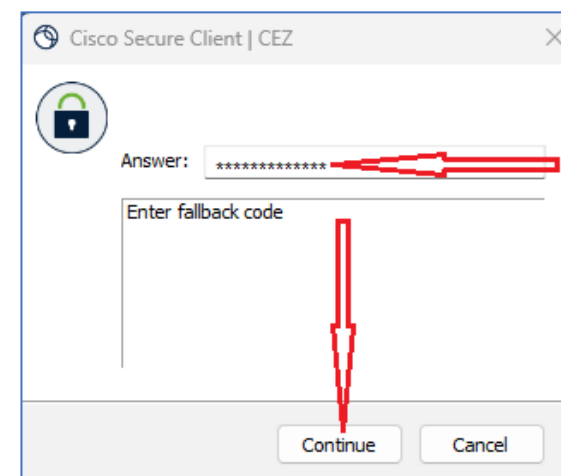 Cisco Secure Client | CEZ
Answer: *************
Enter fallback code
Continue Cancel